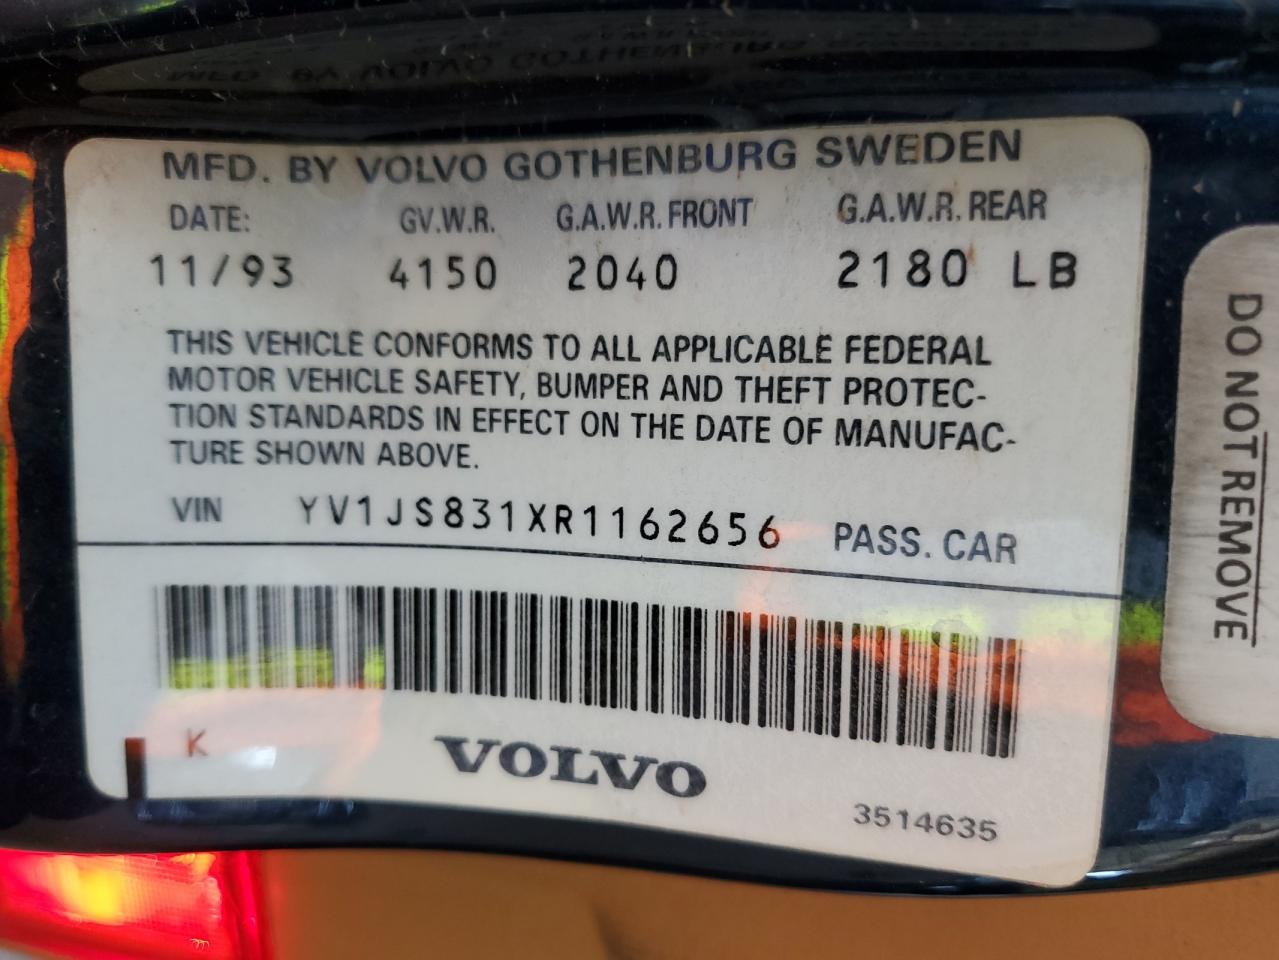 MFD. BY VOLVO GOTHENBURG SWEDEN
DATE: GV.W.R. G.A.W.R. FRONT G.A.W.R. REAR
11/93 4150 2040 2180 LB
THIS VEHICLE CONFORMS TO ALL APPLICABLE FEDERAL
MOTOR VEHICLE SAFETY, BUMPER AND THEFT PROTEC-
TION STANDARDS IN EFFECT ON THE DATE OF MANUFAC-
TURE SHOWN ABOVE.
VIN YV1JS831XR1162656 PASS. CAR
K
VOLVO
3514635
DO NOT REMOVE